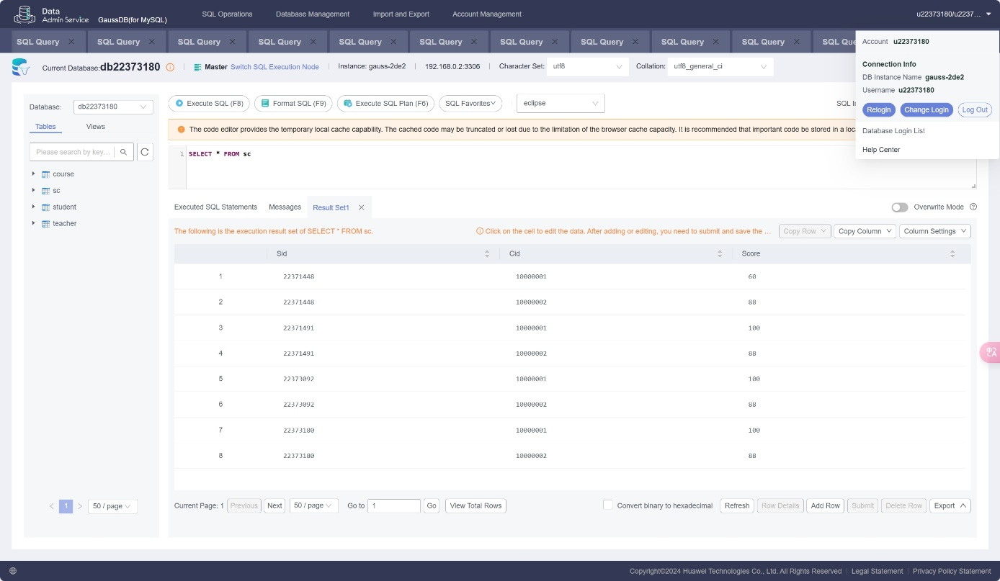 Data
Admin Service
GaussDB(for MySQL)
SQL Operations
Database Management
Import and Export
Account Management
u22373180/u2237...
SQL Query
SQL Query
SQL Query
SQL Query
SQL Query
SQL Query
SQL Query
SQL Query
SQL Query
SQL Query
SQL Que
Account u22373180
Connection Info
DB Instance Name gauss-2de2
Username u22373180
Relogin
Change Login
Log Out
Database Login List
Help Center
Current Database:db22373180
Master Switch SQL Execution Node
Instance: gauss-2de2
192.168.0.2:3306
Character Set: utf8
Collation: utf8_general_ci
Database: db22373180
Tables
Views
Please search by key...
course
sc
student
teacher
1
50 / page
Execute SQL (F8)
Format SQL (F9)
Execute SQL Plan (F6)
SQL Favorites
eclipse
SQL
The code editor provides the temporary local cache capability. The cached code may be truncated or lost due to the limitation of the browser cache capacity. It is recommended that important code be stored in a
1 SELECT * FROM sc
Executed SQL Statements
Messages
Result Set1
Overwrite Mode
The following is the execution result set of SELECT * FROM sc.
Click on the cell to edit the data. After adding or editing, you need to submit and save the ...
Copy Row
Copy Column
Column Settings
Sid Cid Score
1 22371448 10000001 60
2 22371448 10000002 88
3 22371491 10000001 100
4 22371491 10000002 88
5 22373092 10000001 100
6 22373092 10000002 88
7 22373180 10000001 100
8 22373180 10000002 88
Current Page: 1
Previous
Next
50 / page
Go to 1
Go
View Total Rows
Convert binary to hexadecimal
Refresh
Row Details
Add Row
Submit
Delete Row
Export
Copyright©2024 Huawei Technologies Co., Ltd. All Rights Reserved
Legal Statement
Privacy Policy Statement